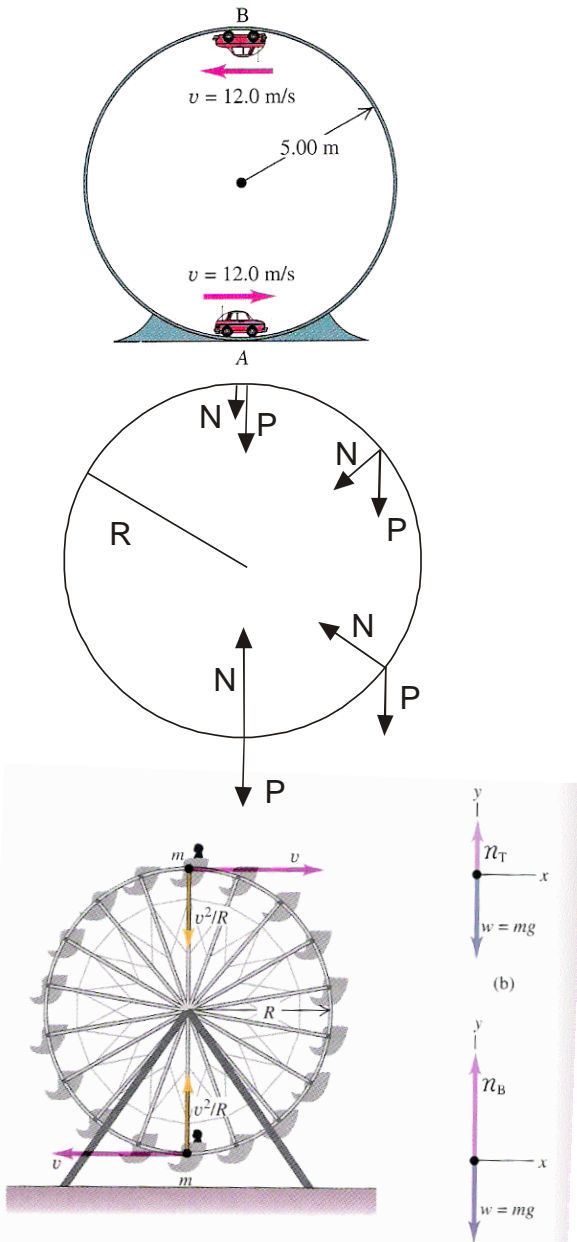 B
v = 12.0 m/s
5.00 m
v = 12.0 m/s
A
N P
N
P
R
N
N
P
P
y
m
v
n_T
x
v²/R
w = mg
(b)
R
y
n_B
v²/R
v
x
m
w = mg